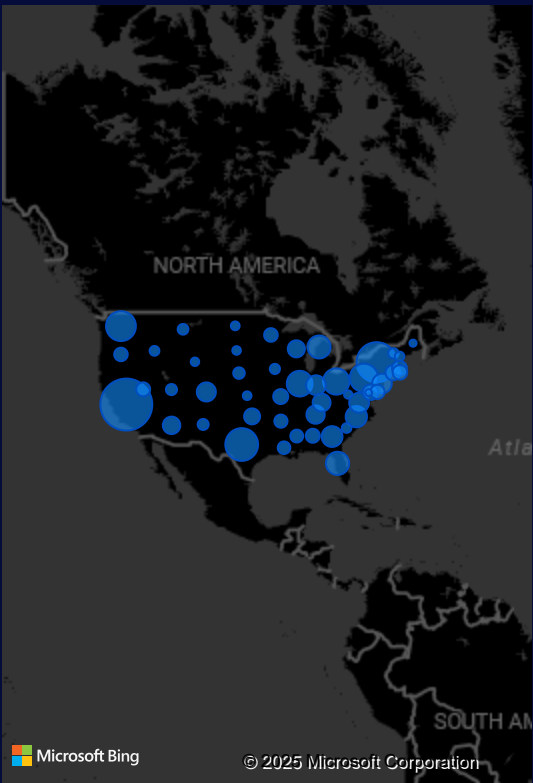 NORTH AMERICA
Atla
SOUTH AM
Microsoft Bing
© 2025 Microsoft Corporation